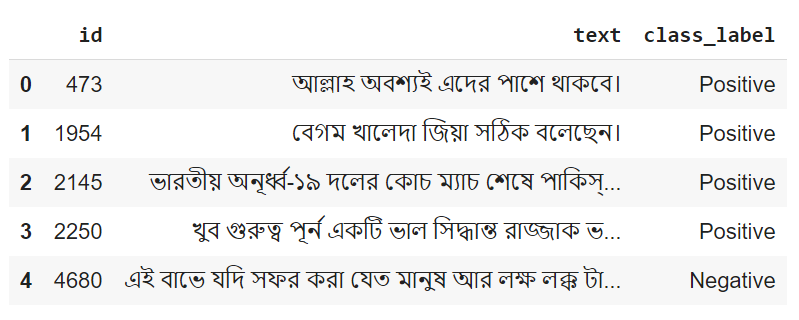 id text class_label
0 473 আল্লাহ অবশ্যই এদের পাশে থাকবে। Positive
1 1954 বেগম খালেদা জিয়া সঠিক বলেছেন। Positive
2 2145 ভারতীয় অনূর্ধ্ব-১৯ দলের কোচ ম্যাচ শেষে পাকিস্... Positive
3 2250 খুব গুরুত্ব পূর্ন একটি ভাল সিদ্ধান্ত রাজ্জাক ভ... Positive
4 4680 এই বাভে যদি সফর করা যেত মানুষ আর লক্ষ লক্ক টা... Negative